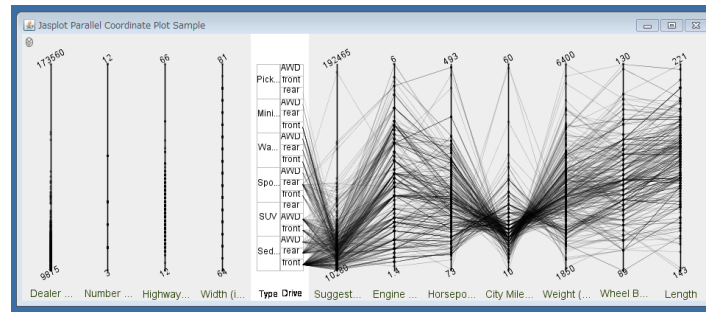 Jasplot Parallel Coordinate Plot Sample
173560 12 66 81 192465 6 493 60 6400 130 221
Pick... AWD
front
rear
Mini... AWD
rear
front
Wa... AWD
rear
front
Spo... AWD
rear
front
SUV rear
AWD
front
Sed... AWD
rear
front
9875 3 12 64 10280 1.4 73 10 1850 89 143
Dealer ... Number ... Highway... Width (i... Type Drive Suggest... Engine ... Horsepo... City Mile... Weight (... Wheel B... Length